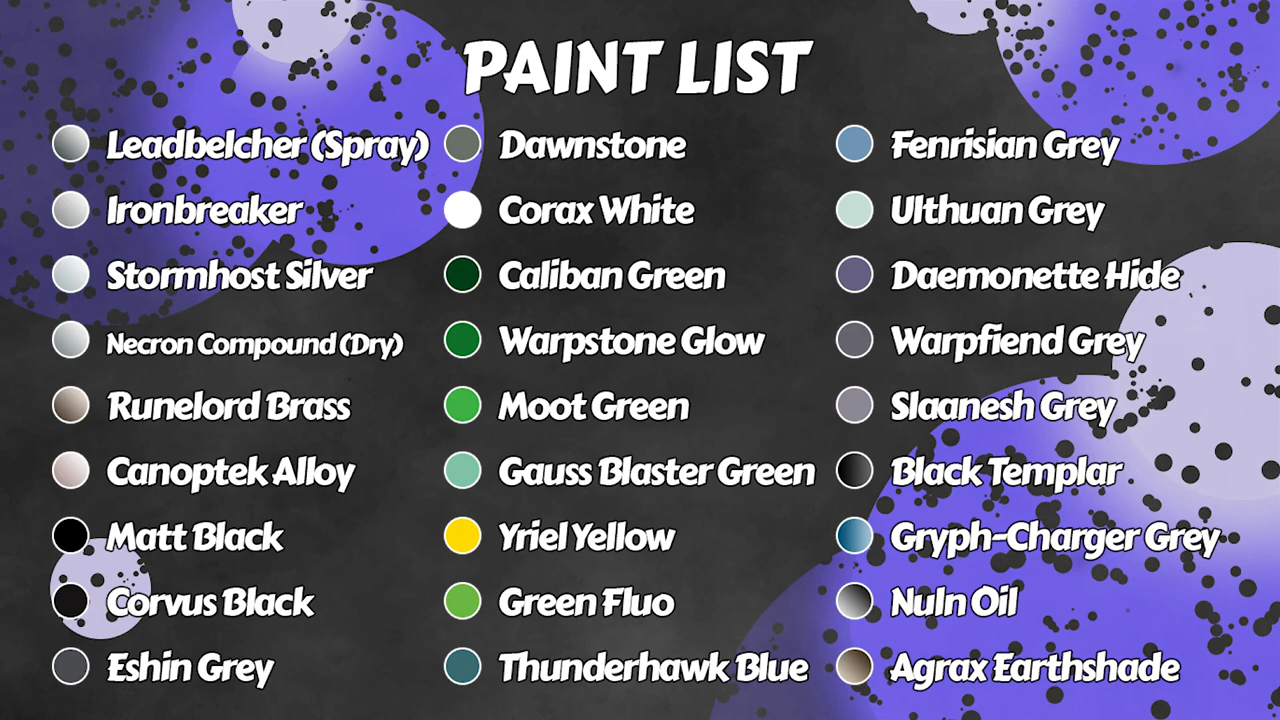 PAINT LIST
Leadbelcher (Spray)
Ironbreaker
Stormhost Silver
Necron Compound (Dry)
Runelord Brass
Canoptek Alloy
Matt Black
Corvus Black
Eshin Grey
Dawnstone
Corax White
Caliban Green
Warpstone Glow
Moot Green
Gauss Blaster Green
Yriel Yellow
Green Fluo
Thunderhawk Blue
Fenrisian Grey
Ulthuan Grey
Daemonette Hide
Warpfiend Grey
Slaanesh Grey
Black Templar
Gryph-Charger Grey
Nuln Oil
Agrax Earthshade